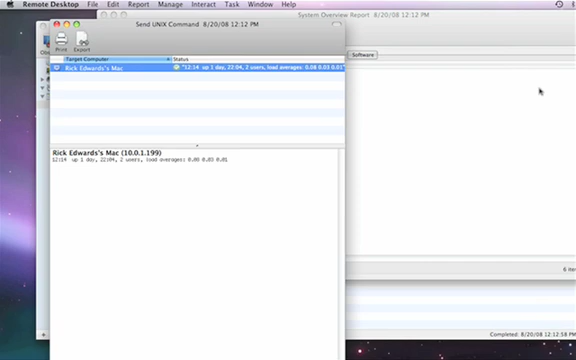 Remote Desktop File Edit Report Manage Interact Task Window Help
System Overview Report 8/20/08 12:12 PM
Send UNIX Command 8/20/08 12:12 PM
Print Export
Software
Target Computer Status
Rick Edwards's Mac "12:14 up 1 day, 22:04, 2 users, load averages: 0.08 0.03 0.01"
Rick Edwards's Mac (10.0.1.199)
12:14 up 1 day, 22:04, 2 users, load averages: 0.08 0.03 0.01
Completed: 8/20/08, 12:12:58 PM